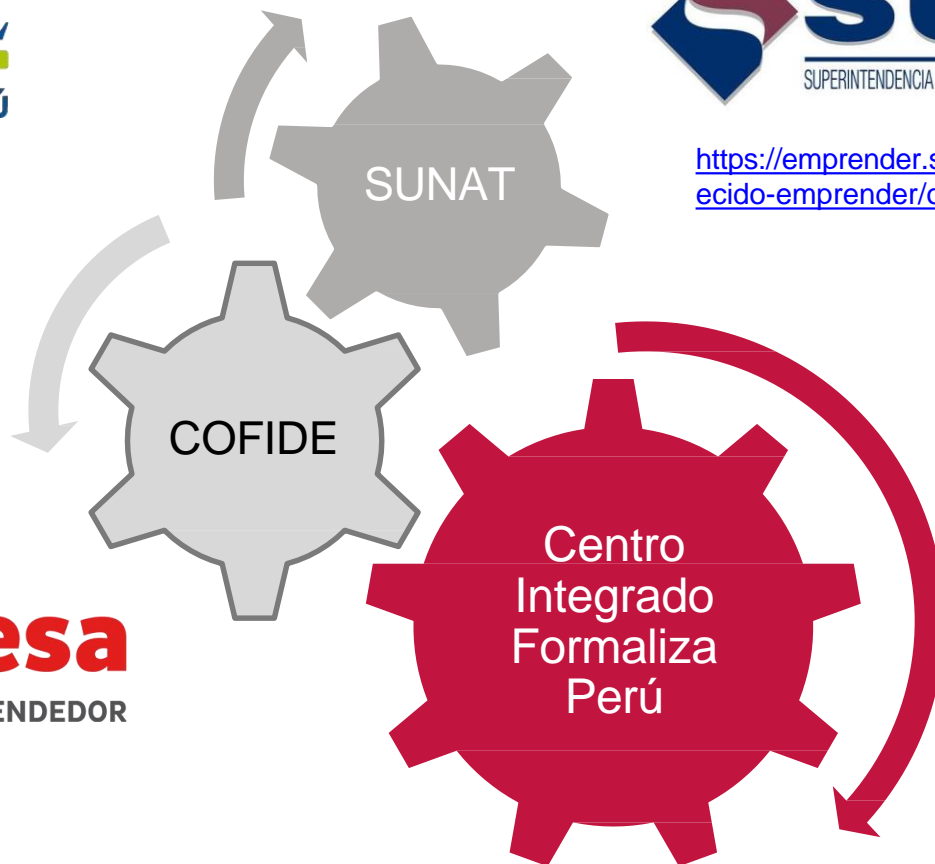 SUPERINTENDENCIA
https://emprender.s
ecido-emprender/c
SUNAT
COFIDE
Centro
Integrado
Formaliza
Perú
esa
ENDEDOR